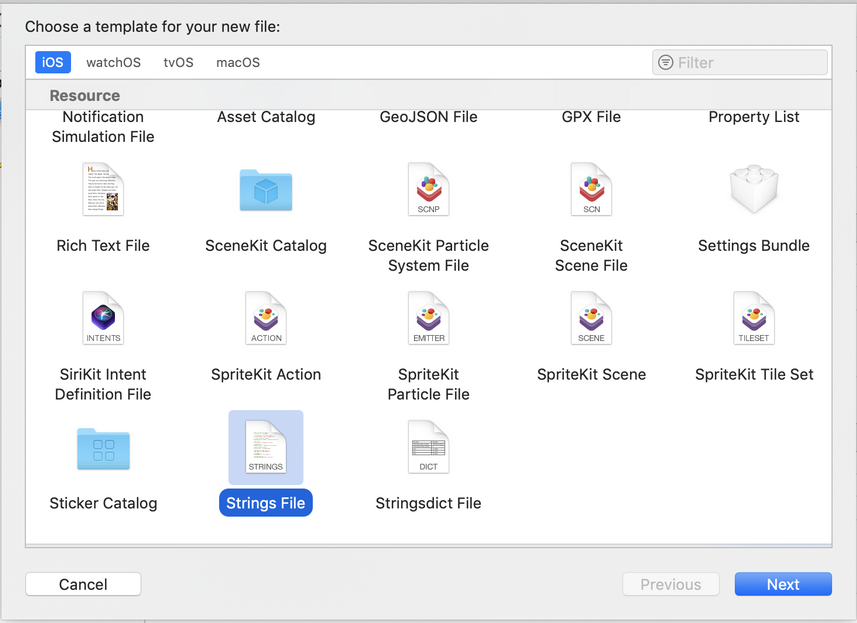 Choose a template for your new file:
iOS watchOS tvOS macOS Filter
Resource
Notification
Simulation File
Asset Catalog
GeoJSON File
GPX File
Property List
Rich Text File
SceneKit Catalog
SCNP
SceneKit Particle
System File
SCN
SceneKit
Scene File
Settings Bundle
INTENTS
SiriKit Intent
Definition File
ACTION
SpriteKit Action
EMITTER
SpriteKit
Particle File
SCENE
SpriteKit Scene
TILESET
SpriteKit Tile Set
Sticker Catalog
STRINGS
Strings File
DICT
Stringsdict File
Cancel
Previous
Next